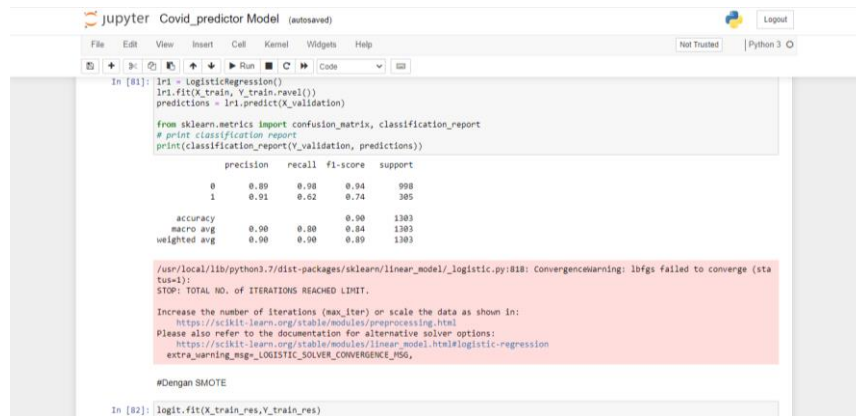 jupyter Covid_predictor Model (autosaved)
Logout
File Edit View Insert Cell Kernel Widgets Help
Not Trusted Python 3
Run Code
In [81]: lr1 = LogisticRegression()
lr1.fit(X_train, Y_train.ravel())
predictions = lr1.predict(X_validation)
from sklearn.metrics import confusion_matrix, classification_report
# print classification report
print(classification_report(Y_validation, predictions))
precision recall f1-score support
0 0.89 0.98 0.94 998
1 0.91 0.62 0.74 305
accuracy 0.90 1303
macro avg 0.90 0.80 0.84 1303
weighted avg 0.90 0.90 0.89 1303
/usr/local/lib/python3.7/dist-packages/sklearn/linear_model/_logistic.py:818: ConvergenceWarning: lbfgs failed to converge (sta
tus=1):
STOP: TOTAL NO. of ITERATIONS REACHED LIMIT.
Increase the number of iterations (max_iter) or scale the data as shown in:
https://scikit-learn.org/stable/modules/preprocessing.html
Please also refer to the documentation for alternative solver options:
https://scikit-learn.org/stable/modules/linear_model.html#logistic-regression
extra_warning_msg=_LOGISTIC_SOLVER_CONVERGENCE_MSG,
#Dengan SMOTE
In [82]: logit.fit(X_train_res,Y_train_res)